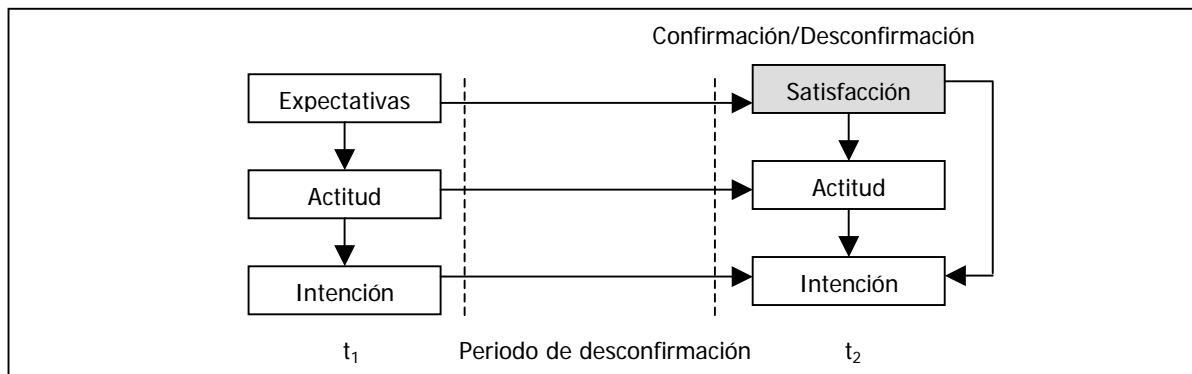 Confirmación/Desconfirmación
Expectativas
Satisfacción
Actitud
Actitud
Intención
Intención
t₁
Periodo de desconfirmación
t₂